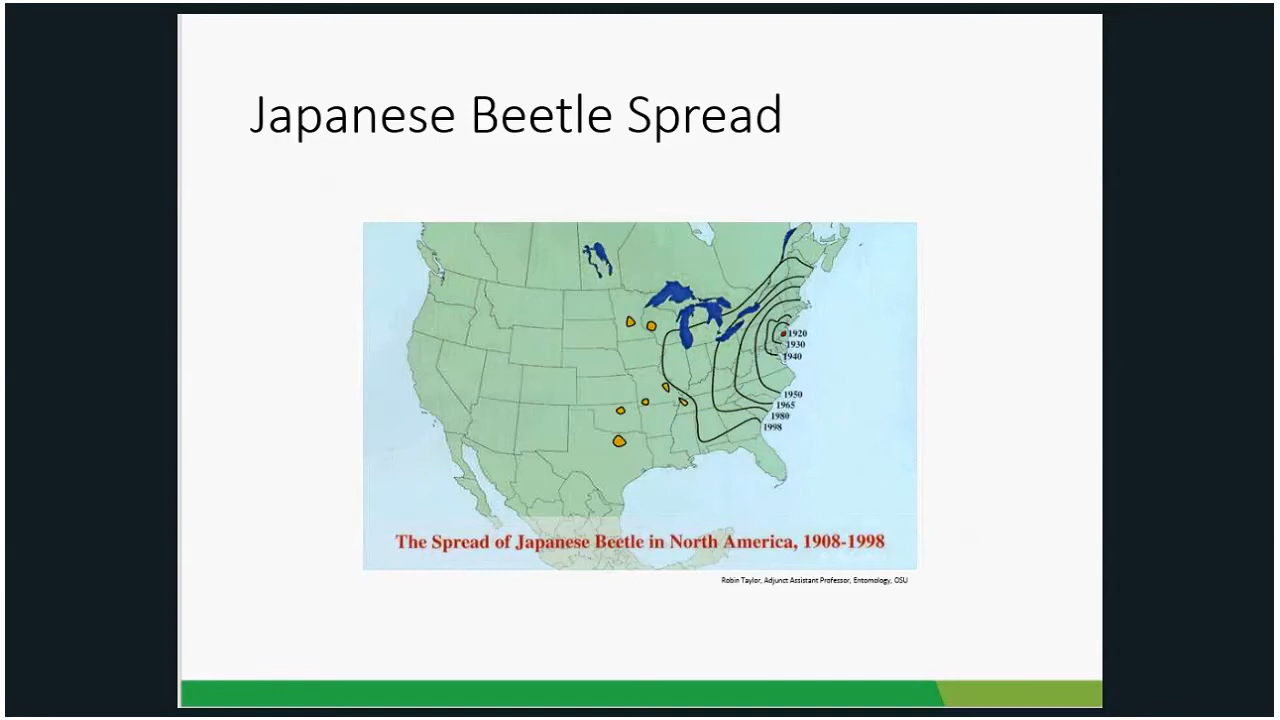 Japanese Beetle Spread
1920
1930
1940
1950
1965
1980
1998
The Spread of Japanese Beetle in North America, 1908-1998
Robin Taylor, Adjunct Assistant Professor, Entomology, OSU